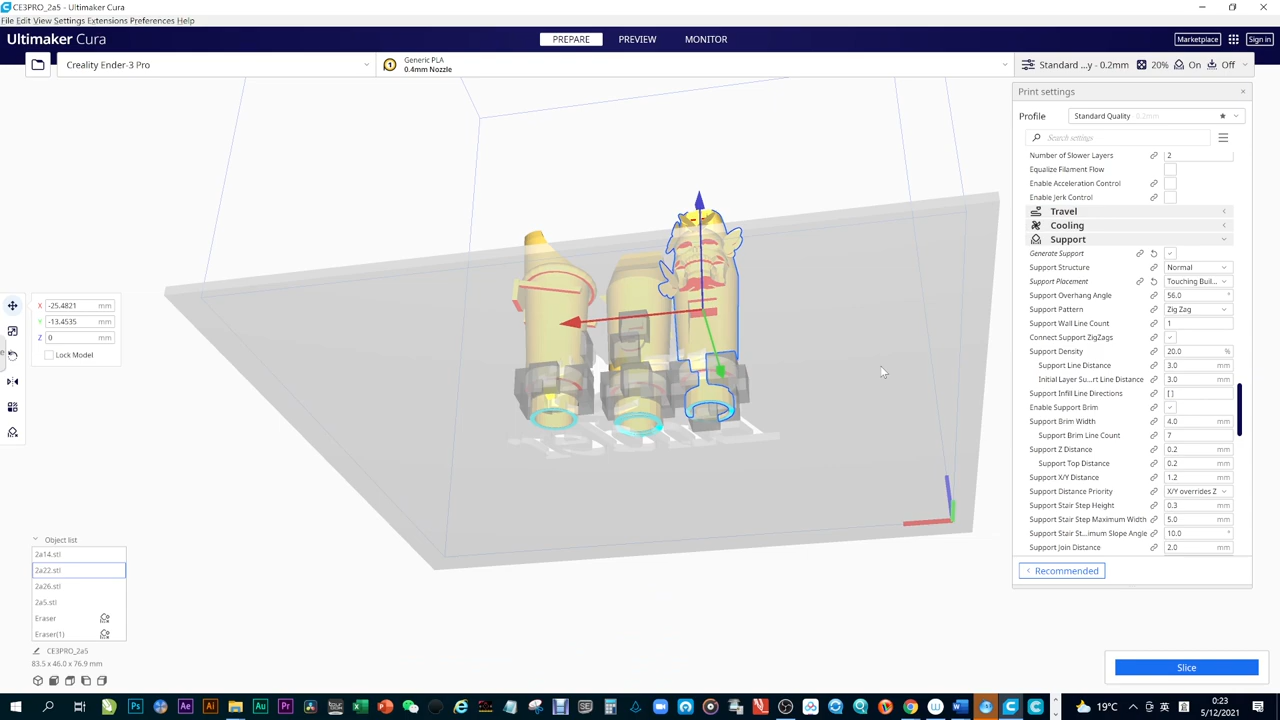 CE3PRO_2a5 - Ultimaker Cura
File Edit View Settings Extensions Preferences Help
Ultimaker Cura
PREPARE
PREVIEW
MONITOR
Marketplace
Sign in
Creality Ender-3 Pro
Generic PLA
0.4mm Nozzle
Standard ...y - 0.2mm
20%
On
Off
Print settings
Profile
Standard Quality 0.2mm
Search settings
Number of Slower Layers 2
Equalize Filament Flow
Enable Acceleration Control
Enable Jerk Control
Travel
Cooling
Support
Generate Support
Support Structure Normal
Support Placement Touching Buil...
Support Overhang Angle 56.0 °
Support Pattern Zig Zag
Support Wall Line Count 1
Connect Support ZigZags
Support Density 20.0 %
Support Line Distance 3.0 mm
Initial Layer Su...rt Line Distance 3.0 mm
Support Infill Line Directions [ ]
Enable Support Brim
Support Brim Width 4.0 mm
Support Brim Line Count 7
Support Z Distance 0.2 mm
Support Top Distance 0.2 mm
Support X/Y Distance 1.2 mm
Support Distance Priority X/Y overrides Z
Support Stair Step Height 0.3 mm
Support Stair Step Maximum Width 5.0 mm
Support Stair St...imum Slope Angle 10.0 °
Support Join Distance 2.0 mm
Recommended
X -25.4821 mm
Y -13.4535 mm
Z 0 mm
Lock Model
Object list
2a14.stl
2a22.stl
2a26.stl
2a5.stl
Eraser
Eraser(1)
CE3PRO_2a5
83.5 x 46.0 x 76.9 mm
Slice
Ps
Ae
Ai
Au
Pr
19°C
0:23
5/12/2021